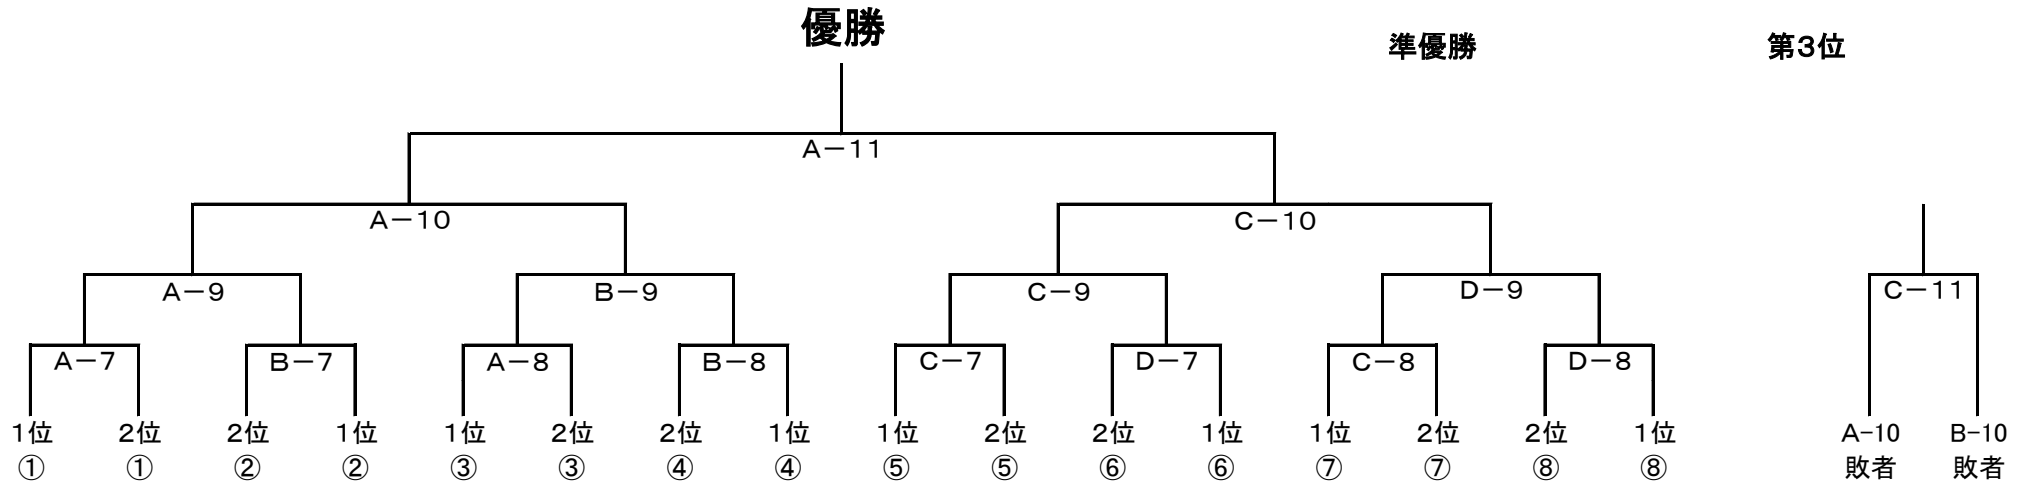 優勝
準優勝
第3位
A－11
A－10
C－10
A－9
B－9
C－9
D－9
C－11
A－7
B－7
A－8
B－8
C－7
D－7
C－8
D－8
1位 2位 2位 1位 1位 2位 2位 1位 1位 2位 2位 1位 1位 2位 2位 1位 A-10 B-10
① ① ② ② ③ ③ ④ ④ ⑤ ⑤ ⑥ ⑥ ⑦ ⑦ ⑧ ⑧ 敗者 敗者